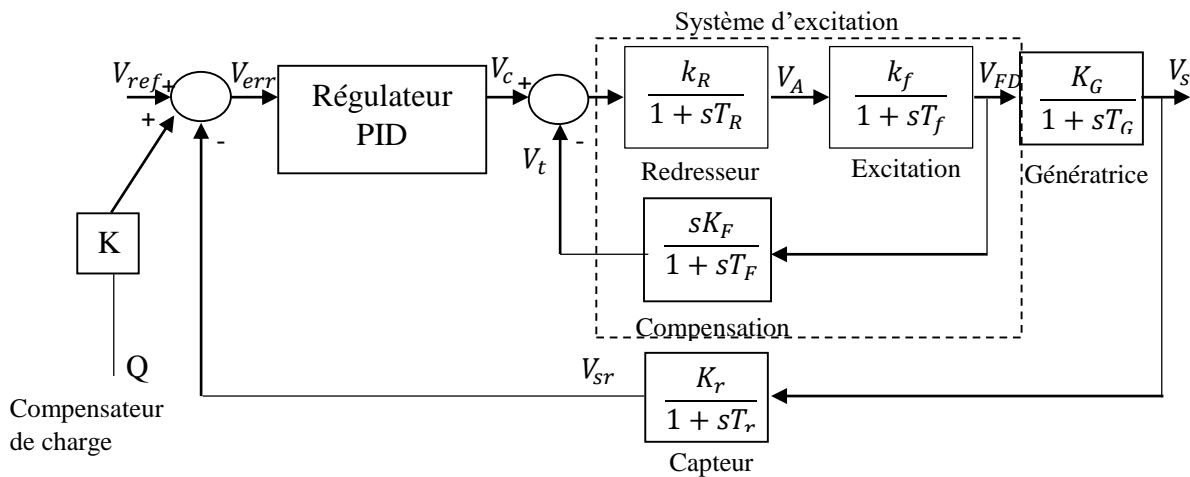 Système d'excitation
V_ref + V_err
+
-
Régulateur
PID
V_c +
-
V_t
k_R
1 + sT_R
Redresseur
V_A
k_f
1 + sT_f
Excitation
V_FD
K_G
1 + sT_G
Génératrice
V_s
K
sK_F
1 + sT_F
Compensation
Q
Compensateur
de charge
V_sr
K_r
1 + sT_r
Capteur